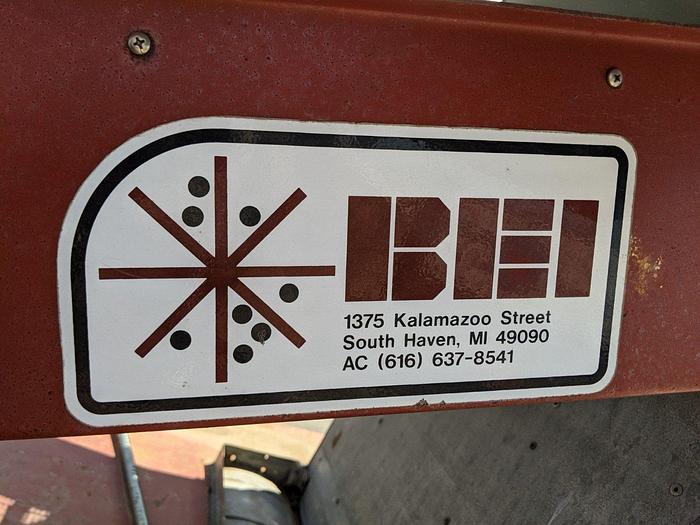 BEI
1375 Kalamazoo Street
South Haven, MI 49090
AC (616) 637-8541